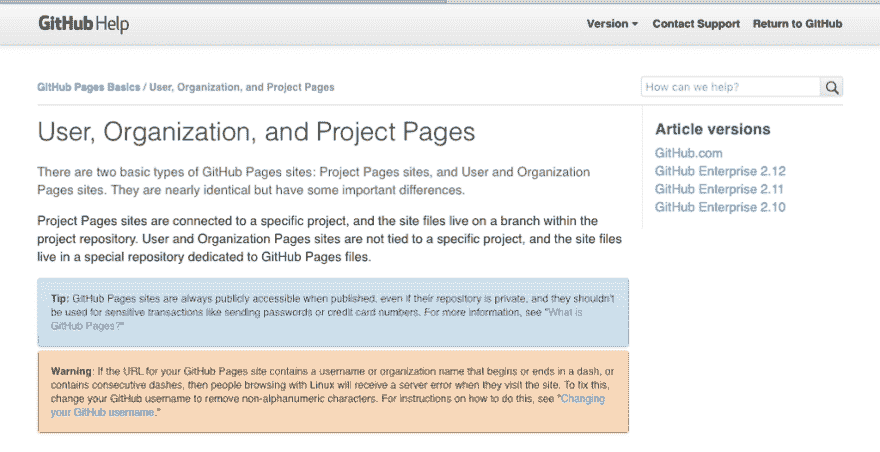 GitHub Help
Version
Contact Support
Return to GitHub
GitHub Pages Basics / User, Organization, and Project Pages
How can we help?
User, Organization, and Project Pages
There are two basic types of GitHub Pages sites: Project Pages sites, and User and Organization
Pages sites. They are nearly identical but have some important differences.
Project Pages sites are connected to a specific project, and the site files live on a branch within the
project repository. User and Organization Pages sites are not tied to a specific project, and the site files
live in a special repository dedicated to GitHub Pages files.
Tip: GitHub Pages sites are always publicly accessible when published, even if their repository is private, and they shouldn't
be used for sensitive transactions like sending passwords or credit card numbers. For more information, see "What is
GitHub Pages?"
Warning: If the URL for your GitHub Pages site contains a username or organization name that begins or ends in a dash, or
contains consecutive dashes, then people browsing with Linux will receive a server error when they visit the site. To fix this,
change your GitHub username to remove non-alphanumeric characters. For instructions on how to do this, see "Changing
your GitHub username."
Article versions
GitHub.com
GitHub Enterprise 2.12
GitHub Enterprise 2.11
GitHub Enterprise 2.10